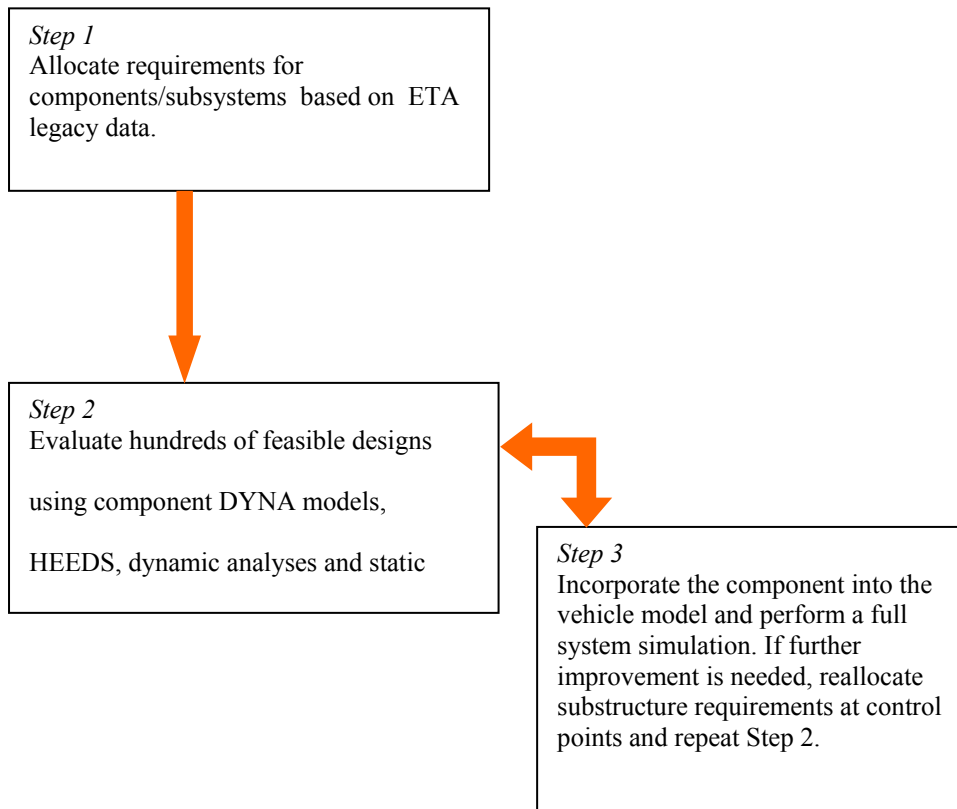 Step 1
Allocate requirements for
components/subsystems based on ETA
legacy data.
Step 2
Evaluate hundreds of feasible designs
using component DYNA models,
HEEDS, dynamic analyses and static
Step 3
Incorporate the component into the
vehicle model and perform a full
system simulation. If further
improvement is needed, reallocate
substructure requirements at control
points and repeat Step 2.